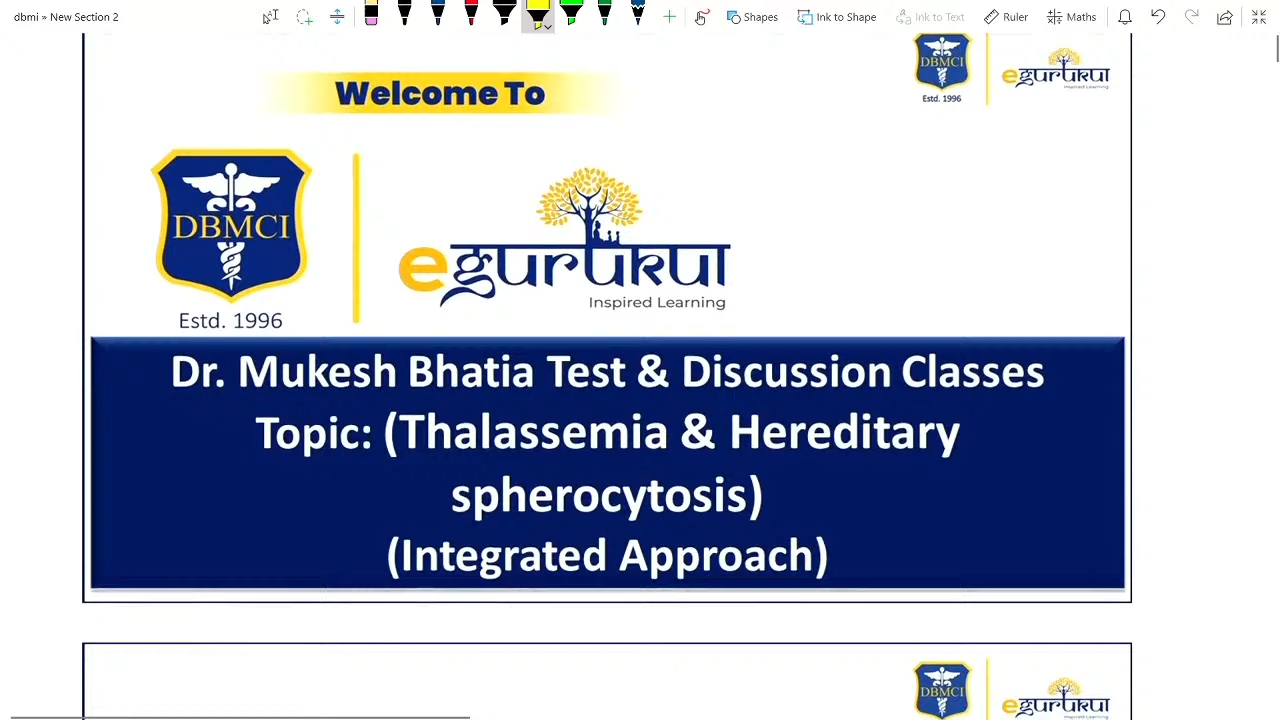 dbmi » New Section 2
Shapes
Ink to Shape
Ink to Text
Ruler
Maths
DBMCI
Estd. 1996
egurukul
Inspired Learning
Welcome To
DBMCI
Estd. 1996
egurukul
Inspired Learning
Dr. Mukesh Bhatia Test & Discussion Classes
Topic: (Thalassemia & Hereditary
spherocytosis)
(Integrated Approach)
DBMCI
egurukul